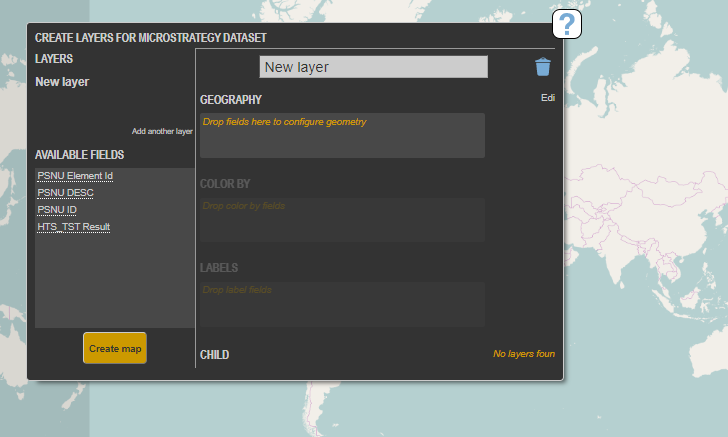 ?
CREATE LAYERS FOR MICROSTRATEGY DATASET
LAYERS
New layer
Add another layer
AVAILABLE FIELDS
PSNU Element Id
PSNU DESC
PSNU ID
HTS_TST Result
Create map
New layer
GEOGRAPHY
Edi
Drop fields here to configure geometry
COLOR BY
Drop color by fields
LABELS
Drop label fields
CHILD
No layers foun